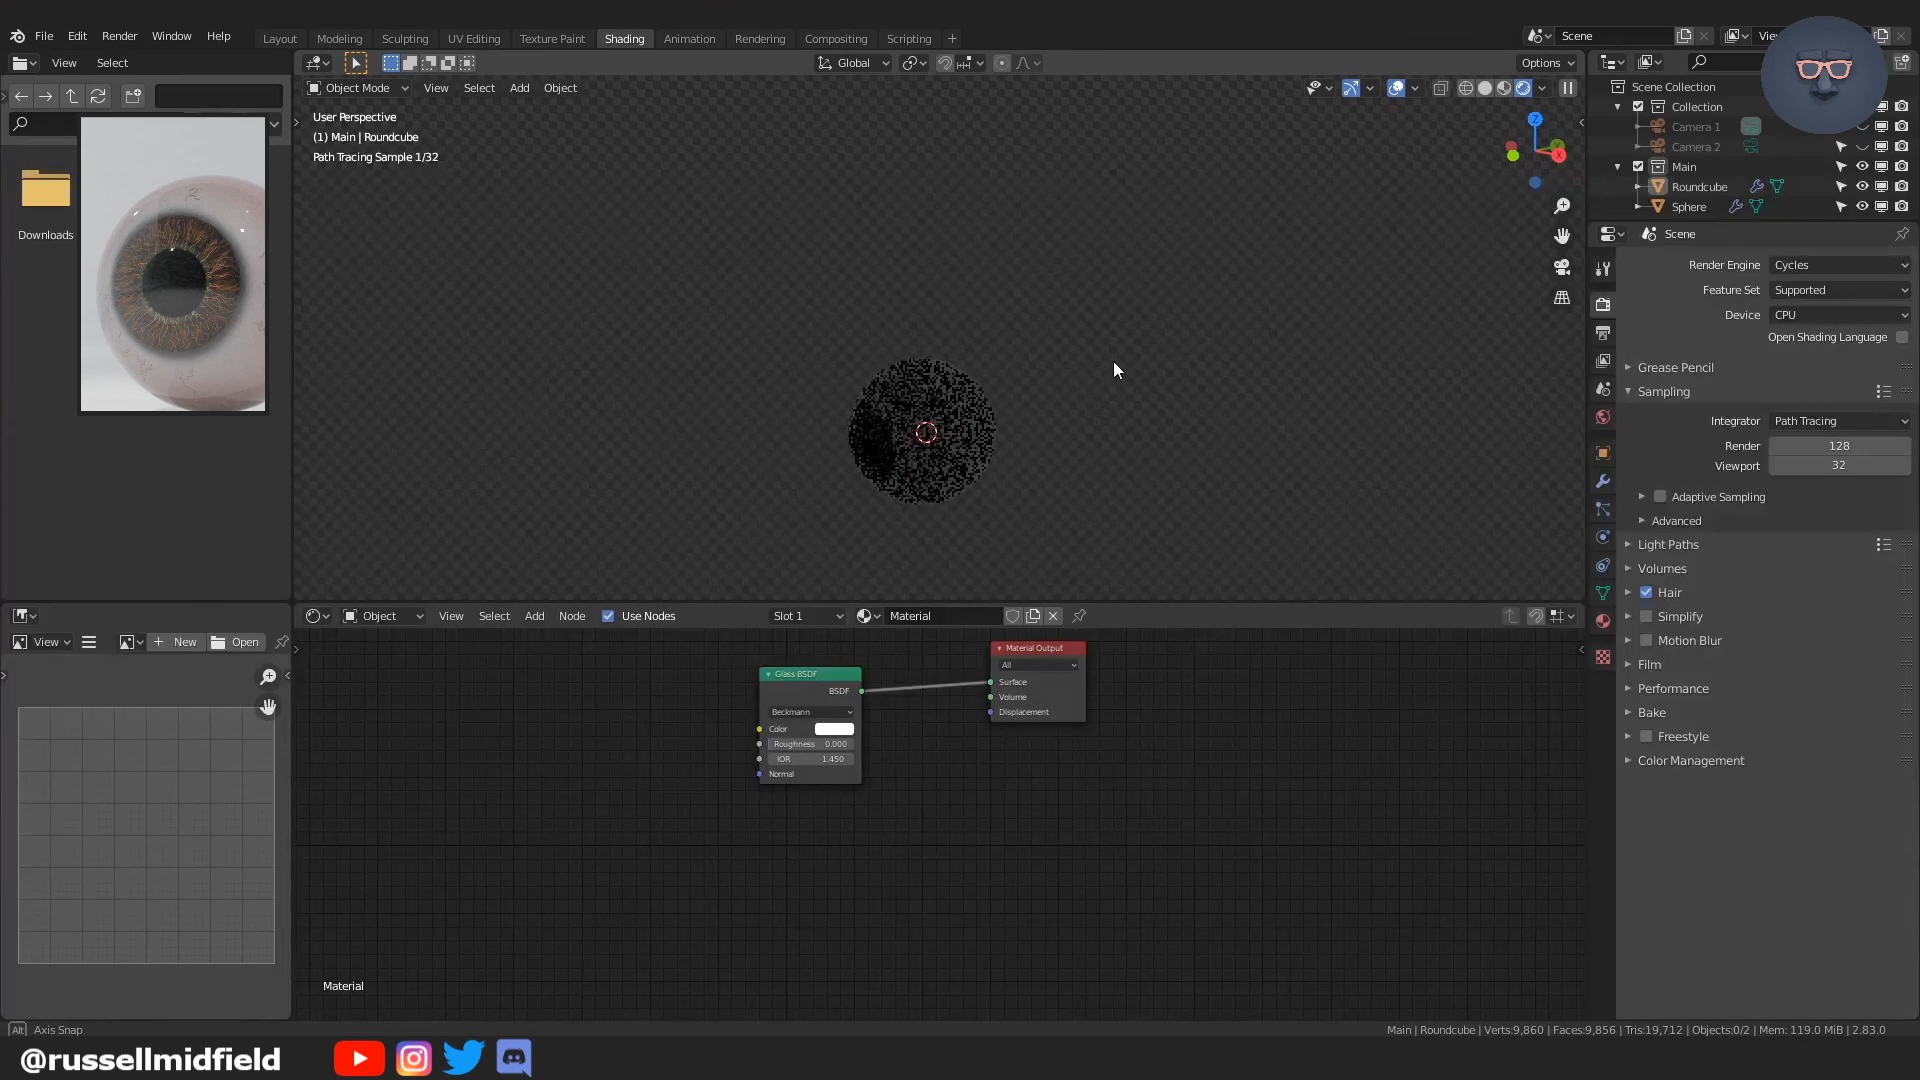 File Edit Render Window Help
Layout Modeling Sculpting UV Editing Texture Paint Shading Animation Rendering Compositing Scripting
Scene
View Select
Global
Options
Object Mode View Select Add Object
User Perspective
(1) Main | Roundcube
Path Tracing Sample 1/32
Z
Y
X
Downloads
Scene Collection
Collection
Camera 1
Camera 2
Main
Roundcube
Sphere
Scene
Render Engine Cycles
Feature Set Supported
Device CPU
Open Shading Language
Grease Pencil
Sampling
Integrator Path Tracing
Render 128
Viewport 32
Adaptive Sampling
Advanced
Light Paths
Volumes
Hair
Simplify
Motion Blur
Film
Performance
Bake
Freestyle
Color Management
View New Open
Object View Select Add Node Use Nodes Slot 1 Material
Glass BSDF
BSDF
Beckmann
Color
Roughness 0.000
IOR 1.450
Normal
Material Output
All
Surface
Volume
Displacement
Material
Alt Axis Snap
Main | Roundcube | Verts:9,860 | Faces:9,856 | Tris:19,712 | Objects:0/2 | Mem: 119.0 MiB | 2.83.0
@russellmidfield